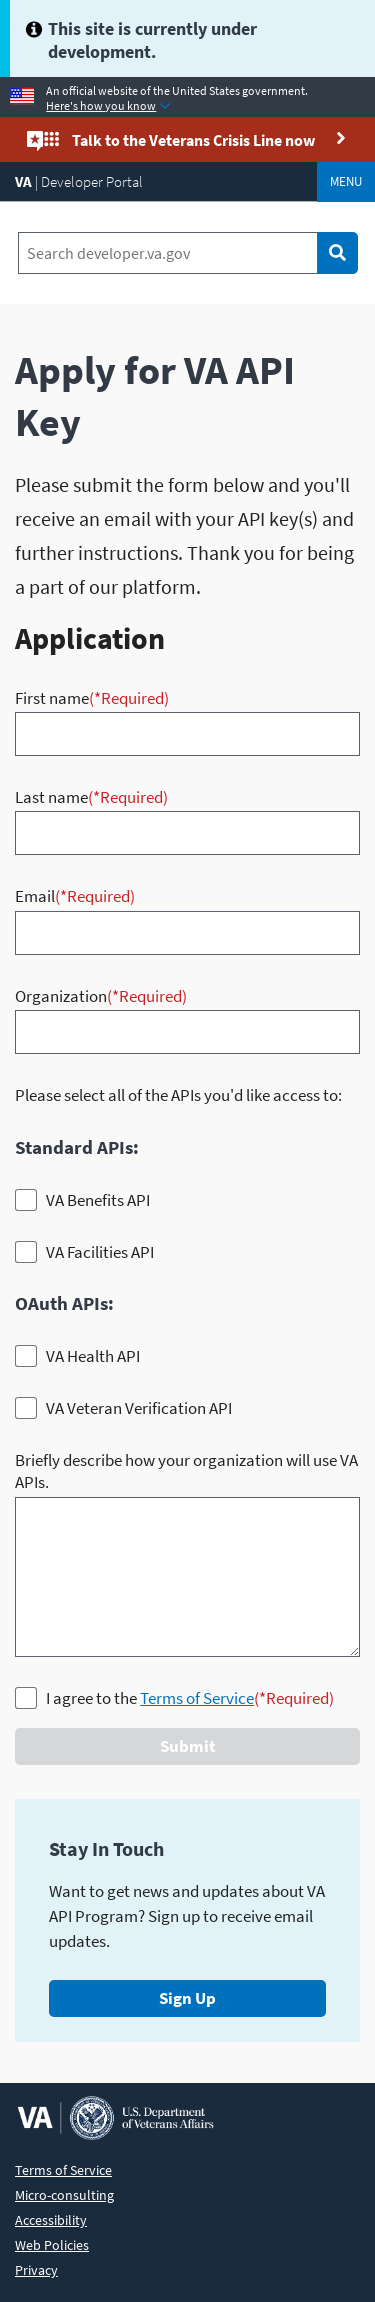 This site is currently under
development.
An official website of the United States government.
Here's how you know
Talk to the Veterans Crisis Line now
VA | Developer Portal
MENU
Search developer.va.gov
Apply for VA API
Key
Please submit the form below and you'll
receive an email with your API key(s) and
further instructions. Thank you for being
a part of our platform.
Application
First name(*Required)
Last name(*Required)
Email(*Required)
Organization(*Required)
Please select all of the APIs you'd like access to:
Standard APIs:
VA Benefits API
VA Facilities API
OAuth APIs:
VA Health API
VA Veteran Verification API
Briefly describe how your organization will use VA
APIs.
I agree to the Terms of Service(*Required)
Submit
Stay In Touch
Want to get news and updates about VA
API Program? Sign up to receive email
updates.
Sign Up
VA
U.S. Department
of Veterans Affairs
Terms of Service
Micro-consulting
Accessibility
Web Policies
Privacy